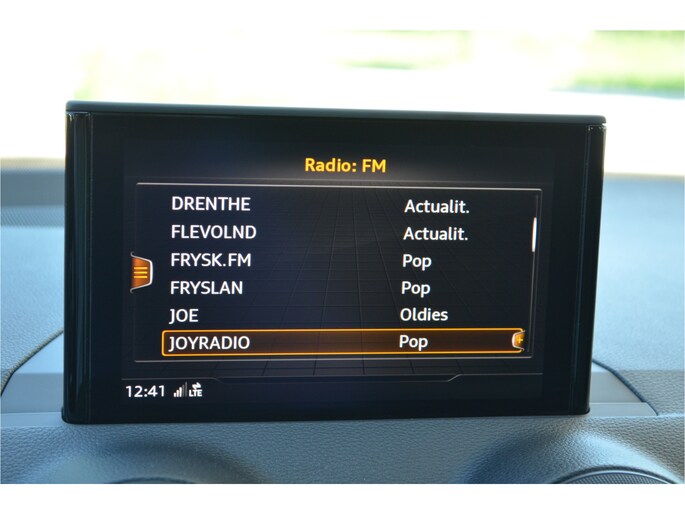 Radio: FM
DRENTHE Actualit.
FLEVOLND Actualit.
FRYSK.FM Pop
FRYSLAN Pop
JOE Oldies
JOYRADIO Pop
12:41 LTE